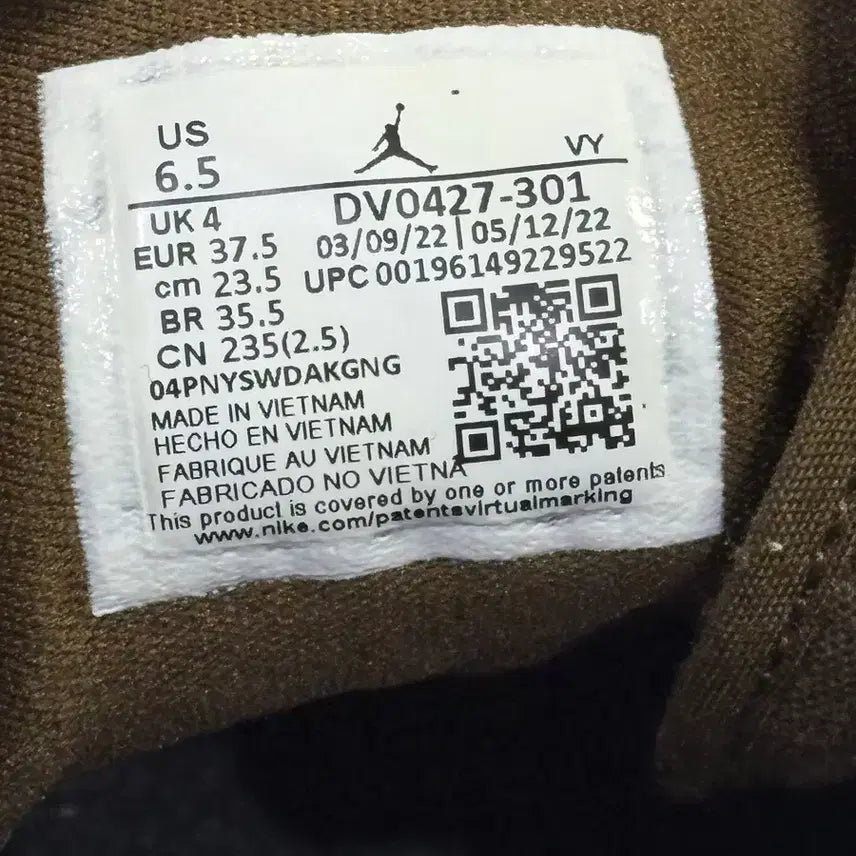 US
6.5
VY
UK 4
DV0427-301
EUR 37.5
03/09/22 | 05/12/22
cm 23.5
UPC 00196149229522
BR 35.5
CN 235(2.5)
04PNYSWDAKGNG
MADE IN VIETNAM
HECHO EN VIETNAM
FABRIQUE AU VIETNAM
FABRICADO NO VIETNA
This product is covered by one or more patents
www.nike.com/patentsvirtualmarking